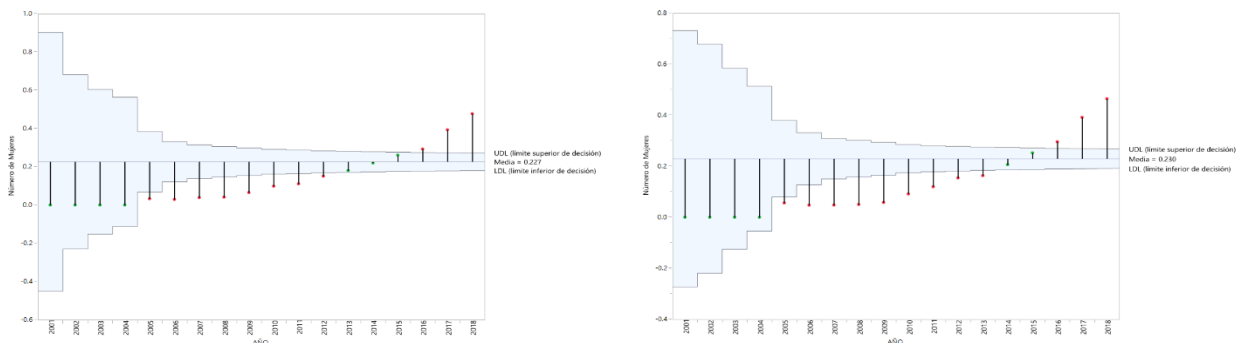 1.0
0.8
0.6
0.4
0.2
0.0
-0.2
-0.4
-0.6
Número de Mujeres
UDL (límite superior de decisión)
Media = 0.227
LDL (límite inferior de decisión)
2001 2002 2003 2004 2005 2006 2007 2008 2009 2010 2011 2012 2013 2014 2015 2016 2017 2018
AÑO
0.8
0.6
0.4
0.2
0.0
-0.2
-0.4
Número de Mujeres
UDL (límite superior de decisión)
Media = 0.230
LDL (límite inferior de decisión)
2001 2002 2003 2004 2005 2006 2007 2008 2009 2010 2011 2012 2013 2014 2015 2016 2017 2018
AÑO